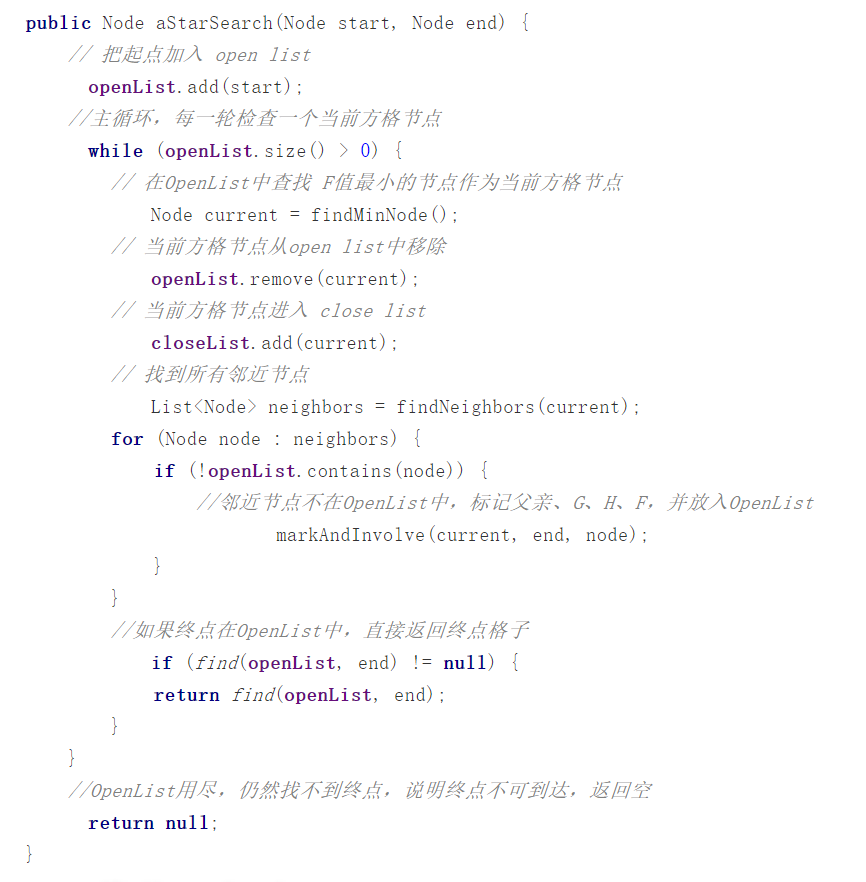 public Node aStarSearch(Node start, Node end) {
// 把起点加入 open list
openList.add(start);
//主循环，每一轮检查一个当前方格节点
while (openList.size() > 0) {
// 在OpenList中查找 F值最小的节点作为当前方格节点
Node current = findMinNode();
// 当前方格节点从open list中移除
openList.remove(current);
// 当前方格节点进入 close list
closeList.add(current);
// 找到所有邻近节点
List<Node> neighbors = findNeighbors(current);
for (Node node : neighbors) {
if (!openList.contains(node)) {
//邻近节点不在OpenList中，标记父亲、G、H、F，并放入OpenList
markAndInvolve(current, end, node);
}
}
//如果终点在OpenList中，直接返回终点格子
if (find(openList, end) != null) {
return find(openList, end);
}
}
//OpenList用尽，仍然找不到终点，说明终点不可到达，返回空
return null;
}